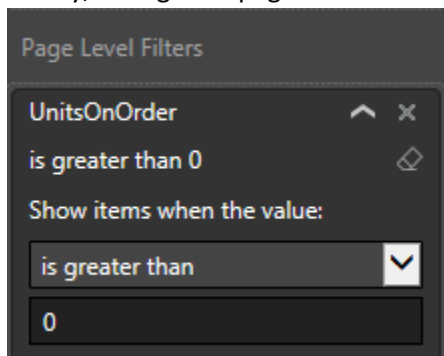 Page Level Filters
UnitsOnOrder
is greater than 0
Show items when the value:
is greater than
0